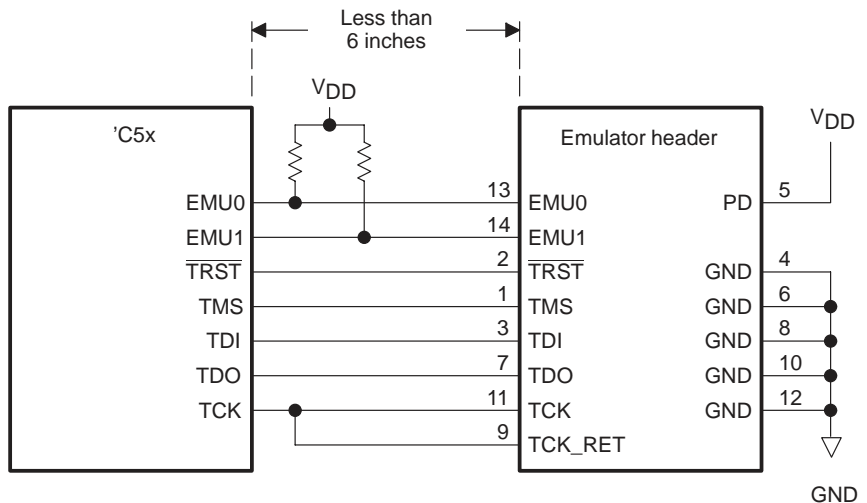 Less than
6 inches
VDD
'C5x
Emulator header
VDD
EMU0 13 EMU0 PD 5
EMU1 14 EMU1
TRST 2 TRST GND 4
TMS 1 TMS GND 6
TDI 3 TDI GND 8
TDO 7 TDO GND 10
TCK 11 TCK GND 12
9 TCK_RET
GND